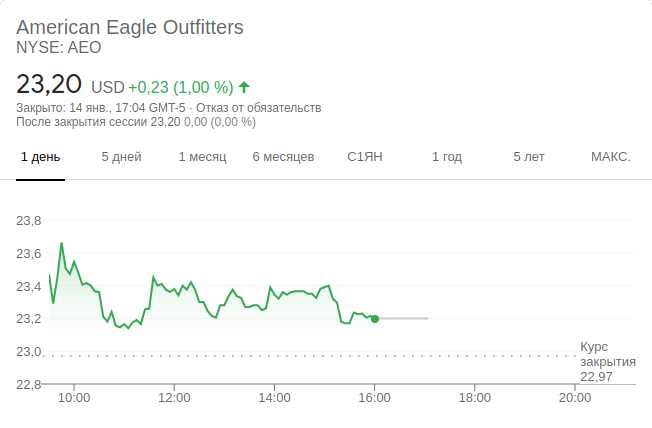 American Eagle Outfitters
NYSE: AEO
23,20 USD +0,23 (1,00 %)
Закрыто: 14 янв., 17:04 GMT-5 · Отказ от обязательств
После закрытия сессии 23,20 0,00 (0,00 %)
1 день 5 дней 1 месяц 6 месяцев С1ЯН 1 год 5 лет МАКС.
23,8
23,6
23,4
23,2
23,0
22,8
Курс
закрытия
22,97
10:00 12:00 14:00 16:00 18:00 20:00